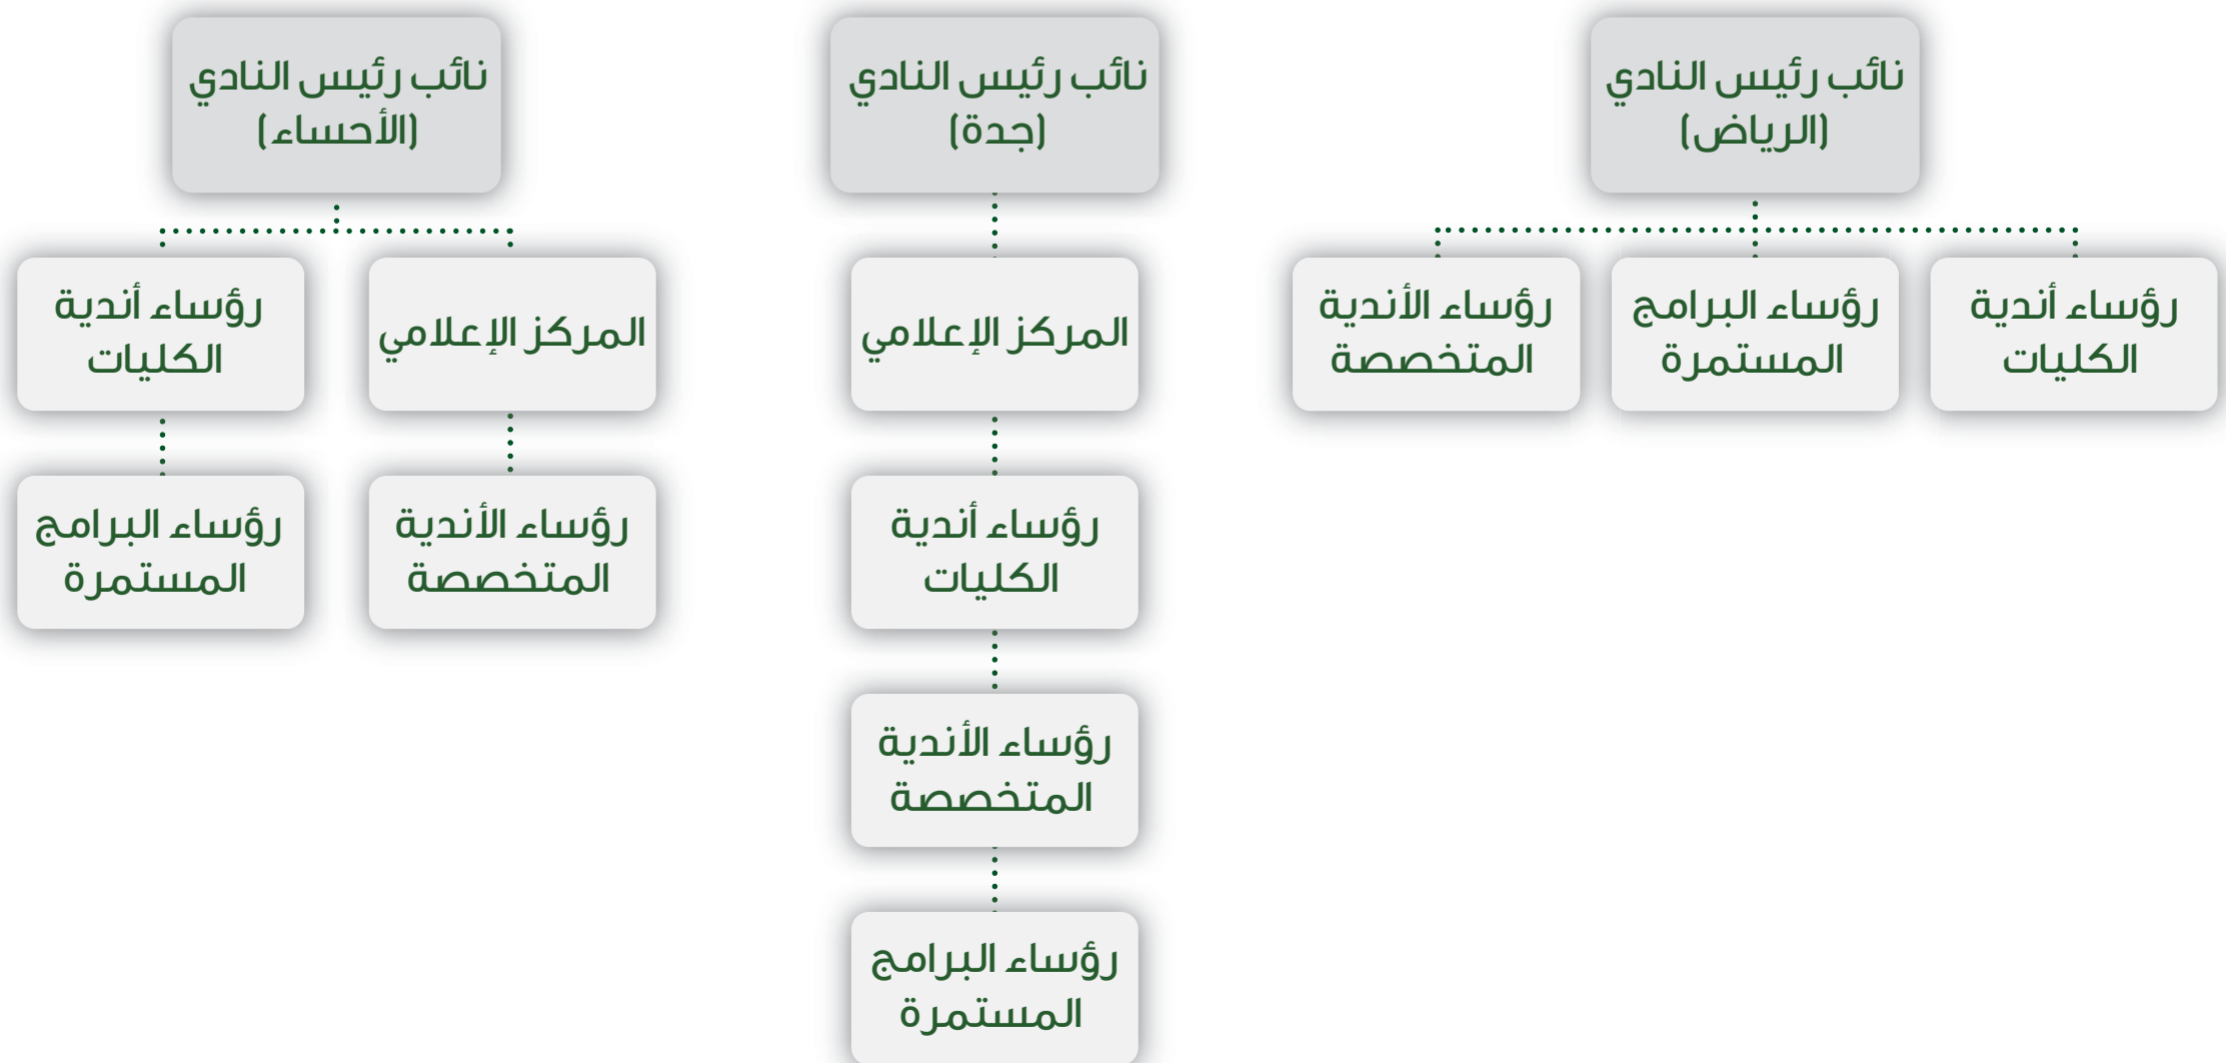 نائب رئيس النادي
(الرياض)
رؤساء أندية
الكليات
رؤساء البرامج
المستمرة
رؤساء الأندية
المتخصصة
نائب رئيس النادي
(جدة)
المركز الإعلامي
رؤساء أندية
الكليات
رؤساء الأندية
المتخصصة
رؤساء البرامج
المستمرة
نائب رئيس النادي
(الأحساء)
المركز الإعلامي
رؤساء الأندية
المتخصصة
رؤساء أندية
الكليات
رؤساء البرامج
المستمرة